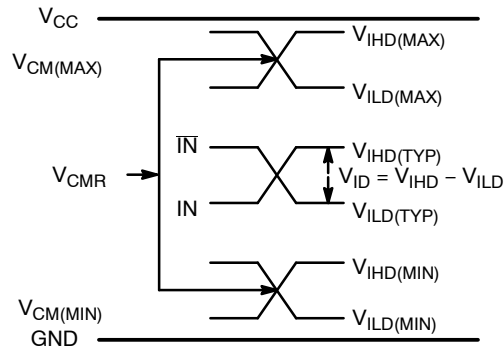 V_CC
V_IHD(MAX)
V_CM(MAX)
V_ILD(MAX)
I̅N̅
V_IHD(TYP)
V_CMR
V_ID = V_IHD – V_ILD
IN
V_ILD(TYP)
V_IHD(MIN)
V_CM(MIN)
V_ILD(MIN)
GND